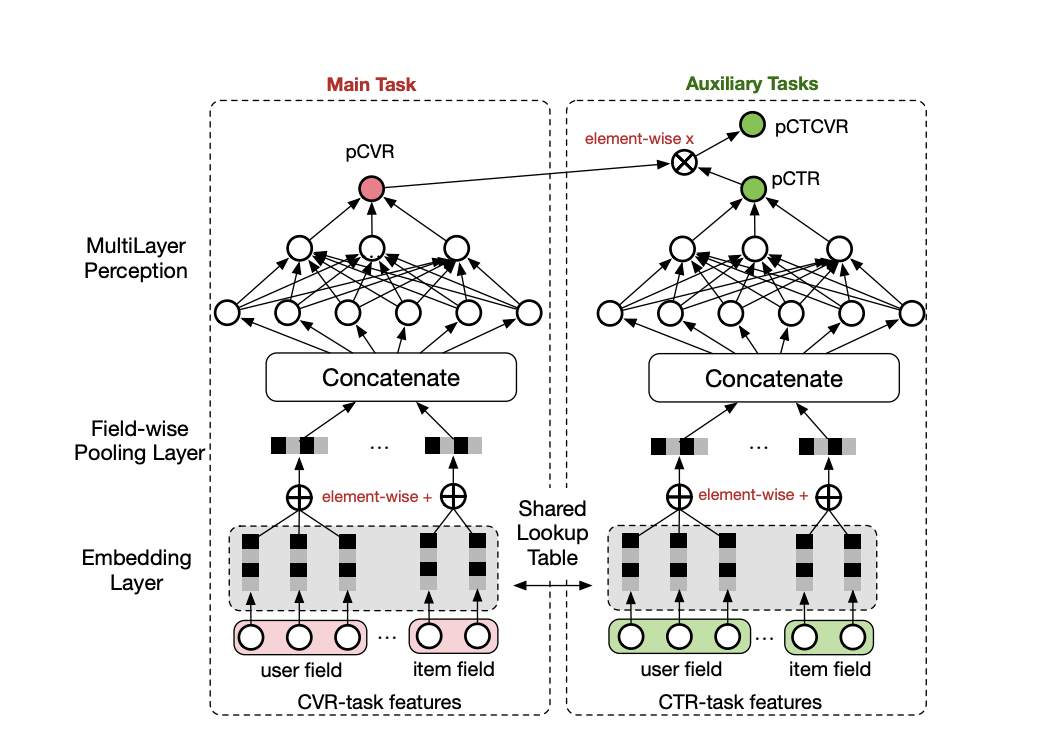 Main Task
Auxiliary Tasks
pCTCVR
element-wise x
pCVR
pCTR
MultiLayer
Perception
Concatenate
Concatenate
Field-wise
Pooling Layer
...
...
element-wise +
element-wise +
Shared
Lookup
Table
Embedding
Layer
...
...
user field
item field
user field
item field
CVR-task features
CTR-task features